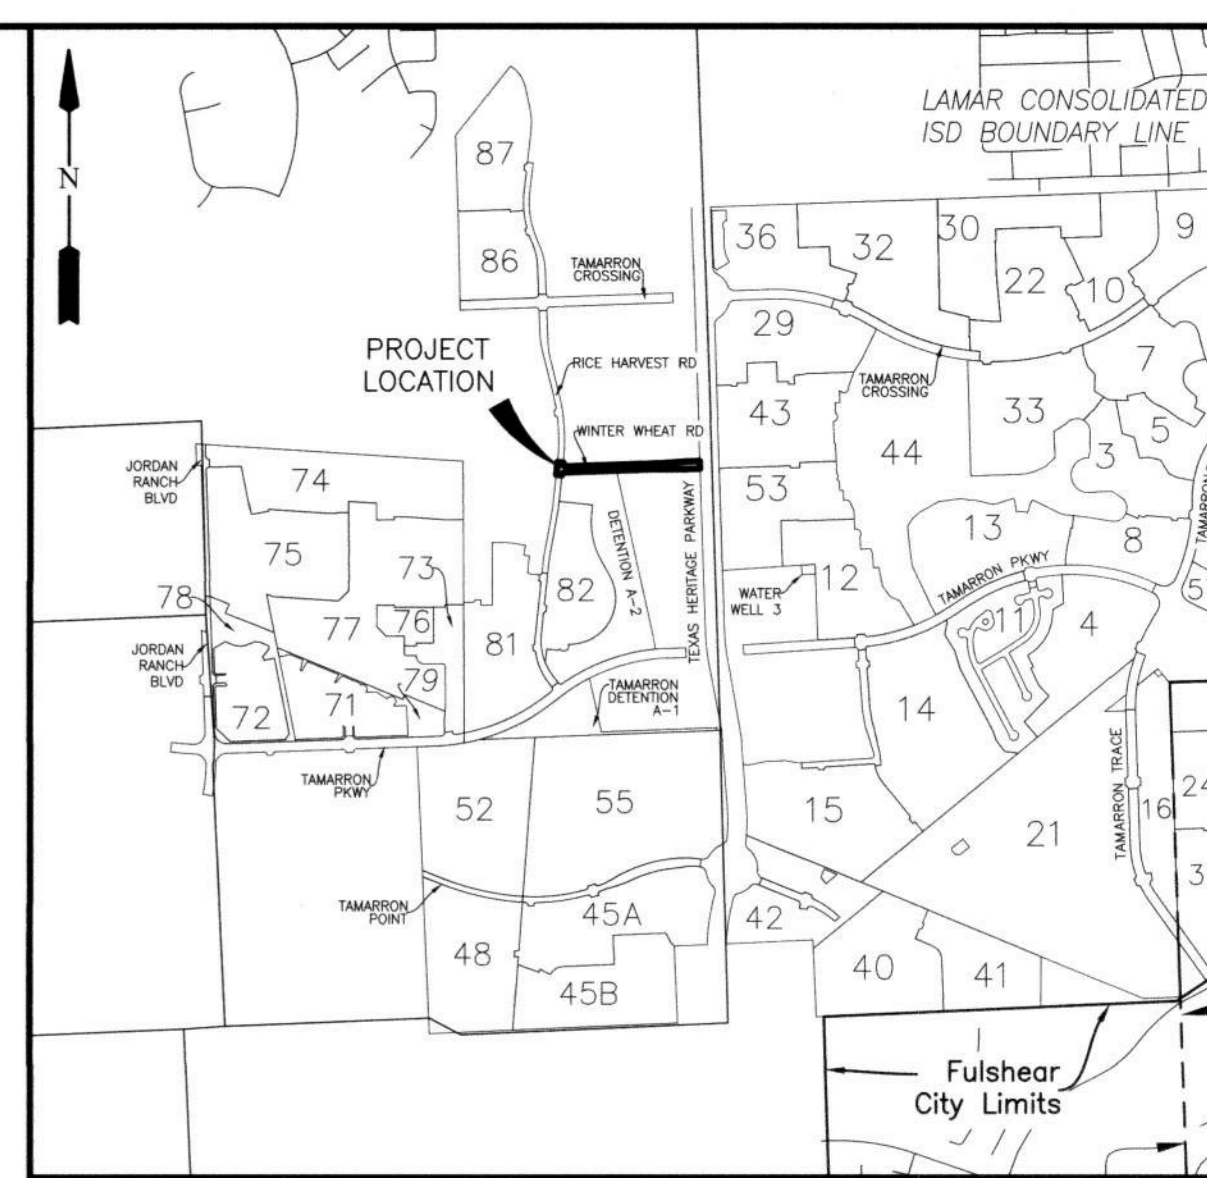 LAMAR CONSOLIDATED
ISD BOUNDARY LINE
N
87
86
TAMARRON
CROSSING
36
32
30
22
10
9
29
PROJECT
LOCATION
RICE HARVEST RD
TAMARRON
CROSSING
7
43
33
5
WINTER WHEAT RD
44
3
JORDAN
RANCH
BLVD
74
53
TEXAS HERITAGE PARKWAY
DETENTION A-2
75
73
13
8
TAMARRON
78
82
WATER
WELL 3
12
TAMARRON PKWY
5
77
76
81
11
4
JORDAN
RANCH
BLVD
79
TAMARRON
DETENTION
A-1
72
71
14
TAMARRON
PKWY
52
55
15
21
TAMARRON TRACE
16
24
3
TAMARRON
POINT
45A
42
48
45B
40
41
Fulshear
City Limits